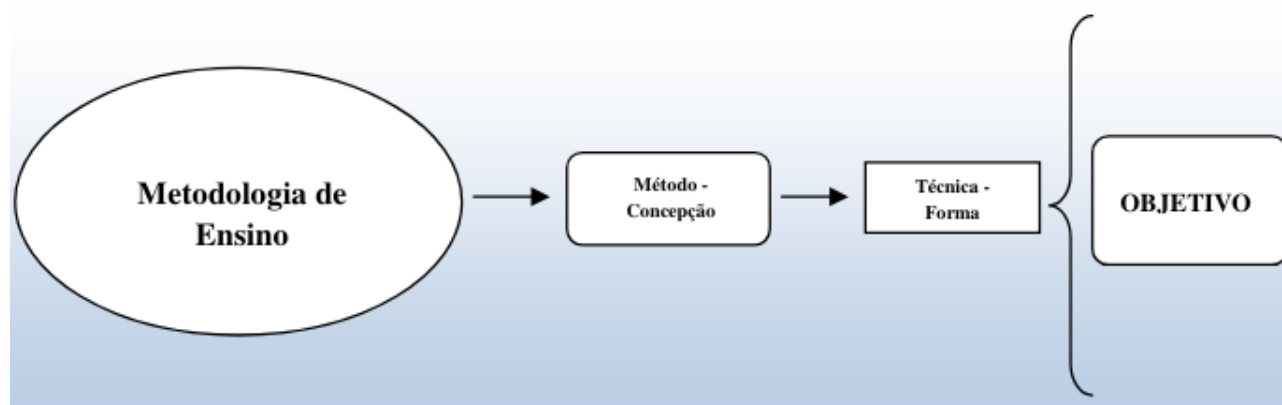 Metodologia de
Ensino
Método -
Concepção
Técnica -
Forma
OBJETIVO